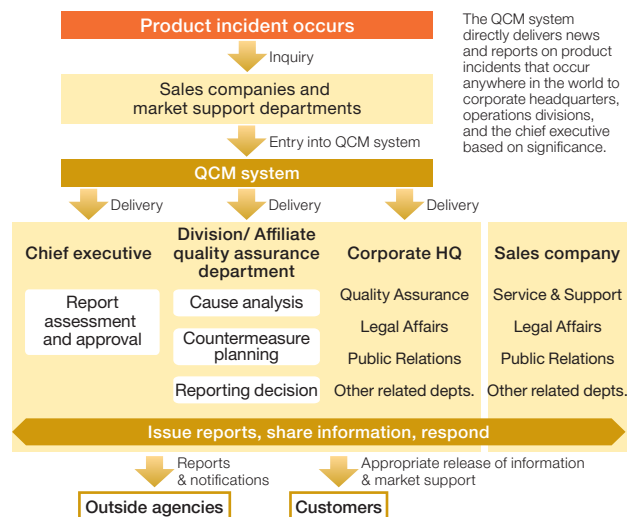 Product incident occurs
Inquiry
Sales companies and
market support departments
Entry into QCM system
QCM system
The QCM system
directly delivers news
and reports on product
incidents that occur
anywhere in the world to
corporate headquarters,
operations divisions,
and the chief executive
based on significance.
Delivery
Delivery
Delivery
Chief executive
Report
assessment
and approval
Division/ Affiliate
quality assurance
department
Cause analysis
Countermeasure
planning
Reporting decision
Corporate HQ
Quality Assurance
Legal Affairs
Public Relations
Other related depts.
Sales company
Service & Support
Legal Affairs
Public Relations
Other related depts.
Issue reports, share information, respond
Reports
& notifications
Appropriate release of information
& market support
Outside agencies
Customers